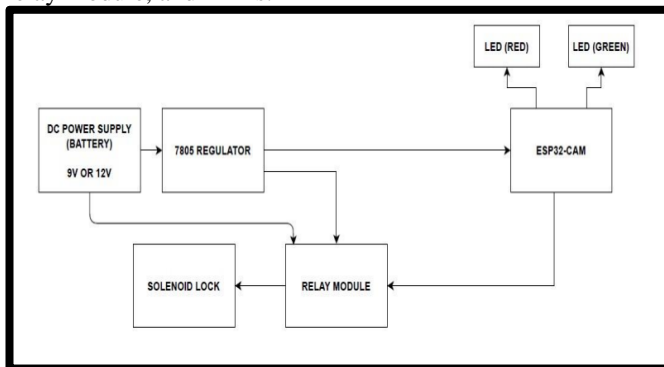 LED (RED)
LED (GREEN)
DC POWER SUPPLY
(BATTERY)
9V OR 12V
7805 REGULATOR
ESP32-CAM
SOLENOID LOCK
RELAY MODULE